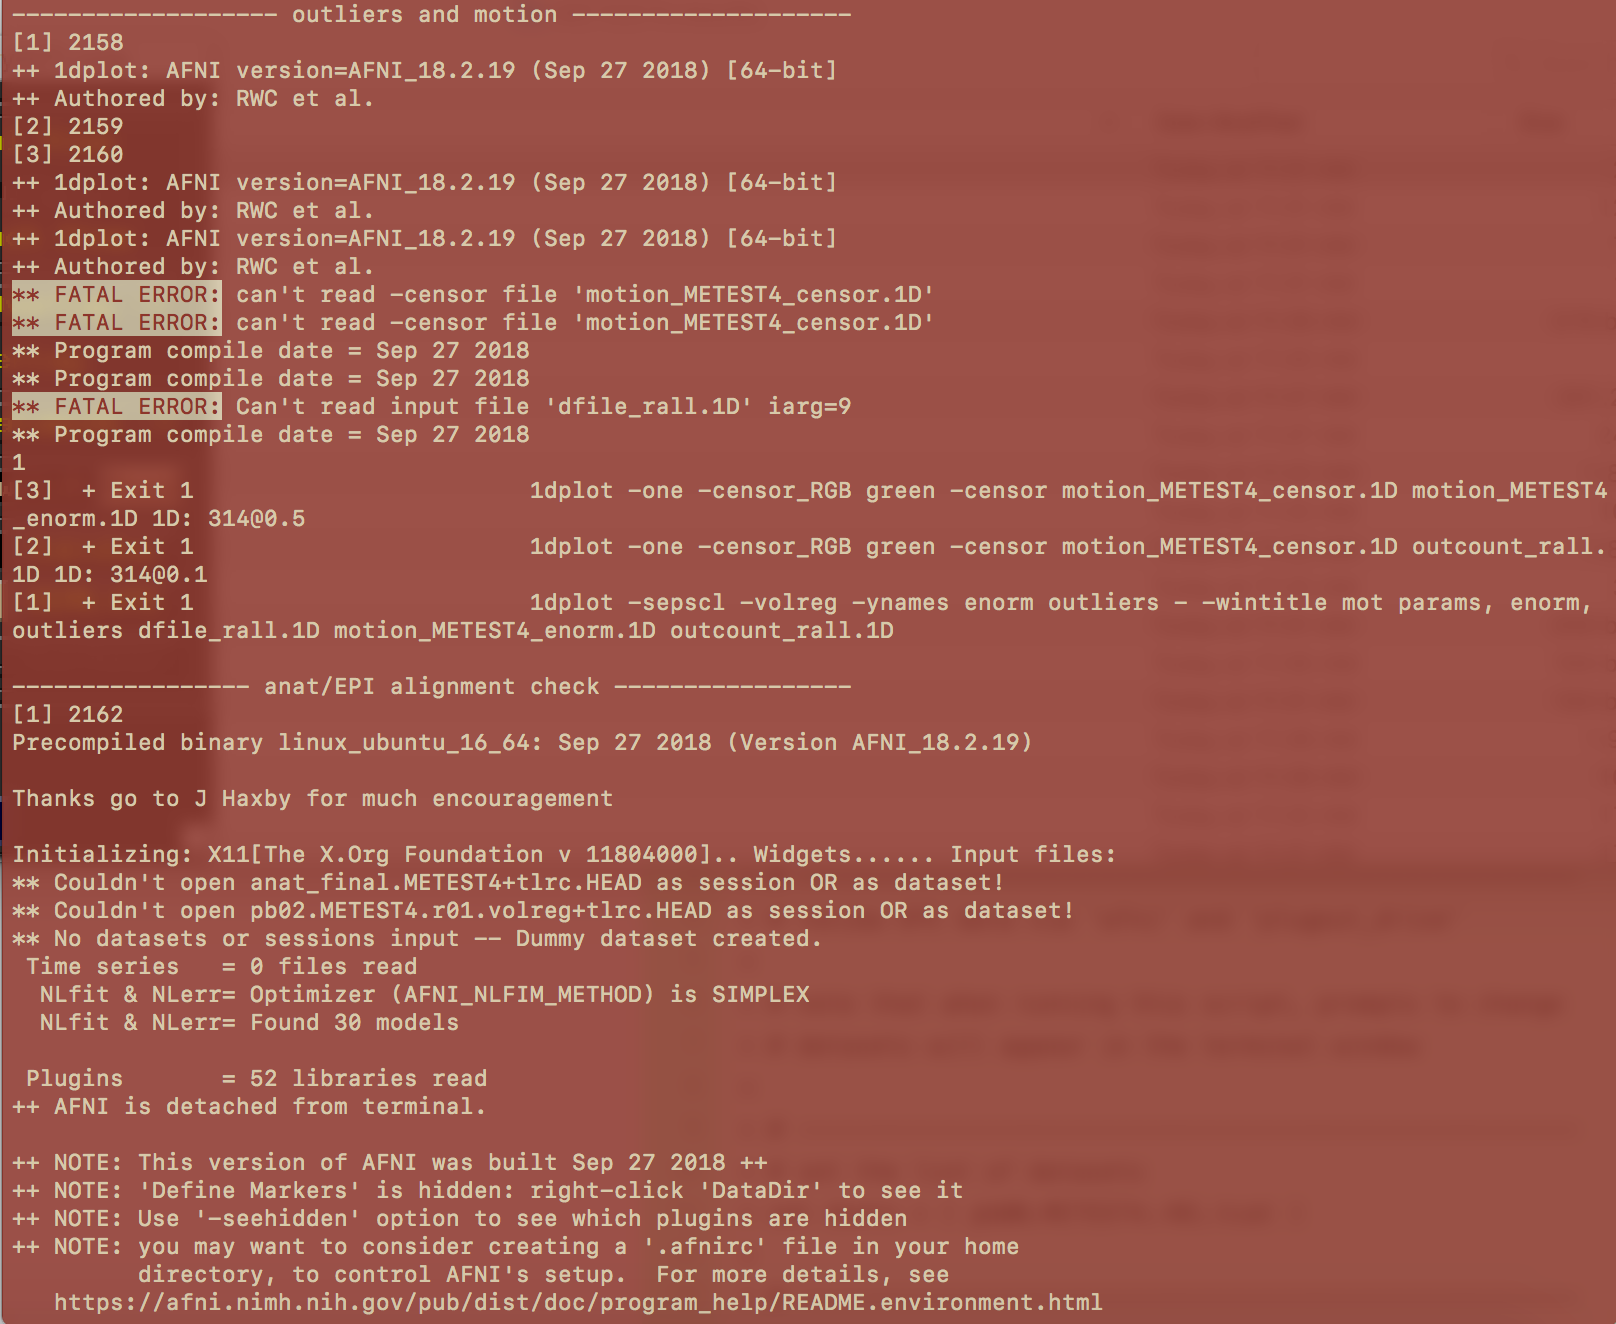 ------------------- outliers and motion --------------------
[1] 2158
++ 1dplot: AFNI version=AFNI_18.2.19 (Sep 27 2018) [64-bit]
++ Authored by: RWC et al.
[2] 2159
[3] 2160
++ 1dplot: AFNI version=AFNI_18.2.19 (Sep 27 2018) [64-bit]
++ Authored by: RWC et al.
++ 1dplot: AFNI version=AFNI_18.2.19 (Sep 27 2018) [64-bit]
++ Authored by: RWC et al.
** FATAL ERROR: can't read -censor file 'motion_METEST4_censor.1D'
** FATAL ERROR: can't read -censor file 'motion_METEST4_censor.1D'
** Program compile date = Sep 27 2018
** Program compile date = Sep 27 2018
** FATAL ERROR: Can't read input file 'dfile_rall.1D' iarg=9
** Program compile date = Sep 27 2018
1
[3]  + Exit 1                        1dplot -one -censor_RGB green -censor motion_METEST4_censor.1D motion_METEST4
_enorm.1D 1D: 314@0.5
[2]  + Exit 1                        1dplot -one -censor_RGB green -censor motion_METEST4_censor.1D outcount_rall.
1D 1D: 314@0.1
[1]  + Exit 1                        1dplot -sepscl -volreg -ynames enorm outliers - -wintitle mot params, enorm,
outliers dfile_rall.1D motion_METEST4_enorm.1D outcount_rall.1D
----------------- anat/EPI alignment check -----------------
[1] 2162
Precompiled binary linux_ubuntu_16_64: Sep 27 2018 (Version AFNI_18.2.19)
Thanks go to J Haxby for much encouragement
Initializing: X11[The X.Org Foundation v 11804000].. Widgets...... Input files:
** Couldn't open anat_final.METEST4+tlrc.HEAD as session OR as dataset!
** Couldn't open pb02.METEST4.r01.volreg+tlrc.HEAD as session OR as dataset!
** No datasets or sessions input -- Dummy dataset created.
 Time series   = 0 files read
  NLfit & NLerr= Optimizer (AFNI_NLFIM_METHOD) is SIMPLEX
  NLfit & NLerr= Found 30 models
 Plugins       = 52 libraries read
++ AFNI is detached from terminal.
++ NOTE: This version of AFNI was built Sep 27 2018 ++
++ NOTE: 'Define Markers' is hidden: right-click 'DataDir' to see it
++ NOTE: Use '-seehidden' option to see which plugins are hidden
++ NOTE: you may want to consider creating a '.afnirc' file in your home
         directory, to control AFNI's setup.  For more details, see
   https://afni.nimh.nih.gov/pub/dist/doc/program_help/README.environment.html